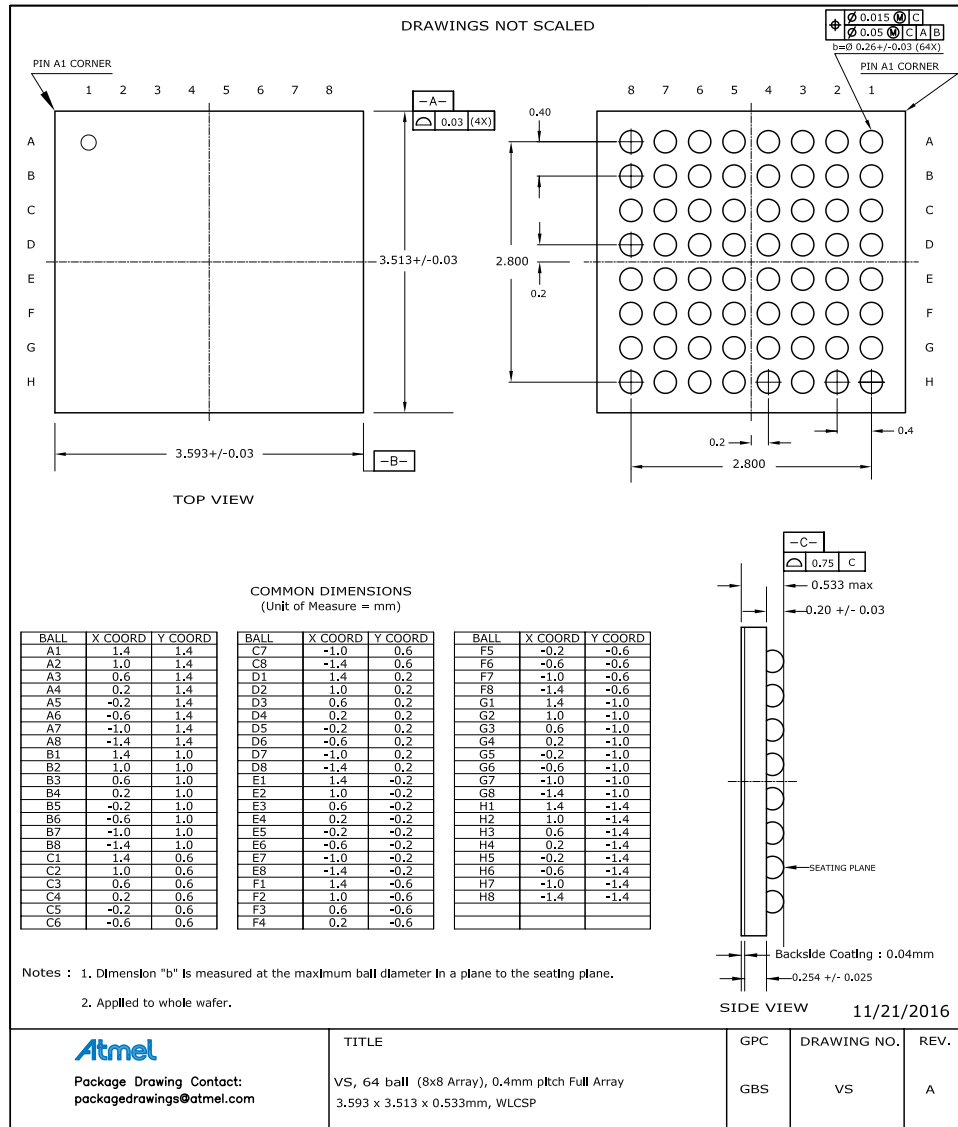 DRAWINGS NOT SCALED
Ø 0.015 Ⓜ C
Ø 0.05 Ⓜ C A B
b=Ø 0.26+/-0.03 (64X)
PIN A1 CORNER
PIN A1 CORNER
1 2 3 4 5 6 7 8
8 7 6 5 4 3 2 1
-A-
0.03 (4X)
0.40
A
B
C
D
E
F
G
H
A
B
C
D
E
F
G
H
3.513+/-0.03
2.800
0.2
0.4
0.2
2.800
3.593+/-0.03
-B-
TOP VIEW
-C-
0.75 C
0.533 max
0.20 +/- 0.03
COMMON DIMENSIONS
(Unit of Measure = mm)
BALL X COORD Y COORD
A1 1.4 1.4
A2 1.0 1.4
A3 0.6 1.4
A4 0.2 1.4
A5 -0.2 1.4
A6 -0.6 1.4
A7 -1.0 1.4
A8 -1.4 1.4
B1 1.4 1.0
B2 1.0 1.0
B3 0.6 1.0
B4 0.2 1.0
B5 -0.2 1.0
B6 -0.6 1.0
B7 -1.0 1.0
B8 -1.4 1.0
C1 1.4 0.6
C2 1.0 0.6
C3 0.6 0.6
C4 0.2 0.6
C5 -0.2 0.6
C6 -0.6 0.6
BALL X COORD Y COORD
C7 -1.0 0.6
C8 -1.4 0.6
D1 1.4 0.2
D2 1.0 0.2
D3 0.6 0.2
D4 0.2 0.2
D5 -0.2 0.2
D6 -0.6 0.2
D7 -1.0 0.2
D8 -1.4 0.2
E1 1.4 -0.2
E2 1.0 -0.2
E3 0.6 -0.2
E4 0.2 -0.2
E5 -0.2 -0.2
E6 -0.6 -0.2
E7 -1.0 -0.2
E8 -1.4 -0.2
F1 1.4 -0.6
F2 1.0 -0.6
F3 0.6 -0.6
F4 0.2 -0.6
BALL X COORD Y COORD
F5 -0.2 -0.6
F6 -0.6 -0.6
F7 -1.0 -0.6
F8 -1.4 -0.6
G1 1.4 -1.0
G2 1.0 -1.0
G3 0.6 -1.0
G4 0.2 -1.0
G5 -0.2 -1.0
G6 -0.6 -1.0
G7 -1.0 -1.0
G8 -1.4 -1.0
H1 1.4 -1.4
H2 1.0 -1.4
H3 0.6 -1.4
H4 0.2 -1.4
H5 -0.2 -1.4
H6 -0.6 -1.4
H7 -1.0 -1.4
H8 -1.4 -1.4
SEATING PLANE
Backside Coating : 0.04mm
0.254 +/- 0.025
SIDE VIEW
11/21/2016
Notes : 1. Dimension "b" is measured at the maximum ball diameter in a plane to the seating plane.
2. Applied to whole wafer.
Atmel
Package Drawing Contact:
packagedrawings@atmel.com
TITLE
VS, 64 ball (8x8 Array), 0.4mm pitch Full Array
3.593 x 3.513 x 0.533mm, WLCSP
GPC
GBS
DRAWING NO.
VS
REV.
A